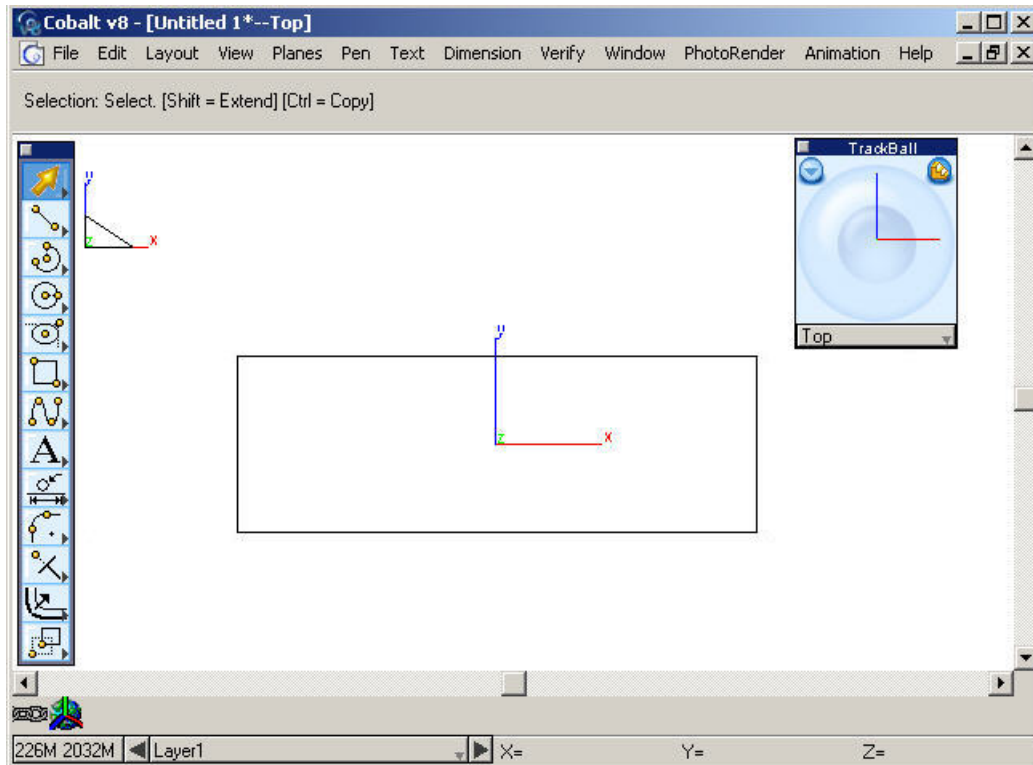 Cobalt v8 - [Untitled 1*--Top]
File Edit Layout View Planes Pen Text Dimension Verify Window PhotoRender Animation Help
Selection: Select. [Shift = Extend] [Ctrl = Copy]
TrackBall
y
z x
Top
y
z x
A
226M 2032M Layer1 X= Y= Z=